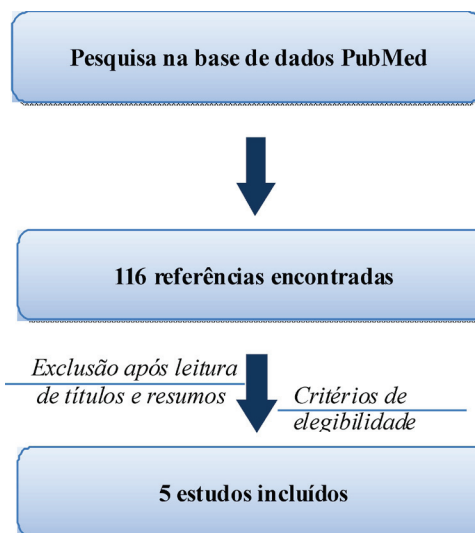 Pesquisa na base de dados PubMed
116 referências encontradas
Exclusão após leitura
de títulos e resumos
Critérios de
elegibilidade
5 estudos incluídos